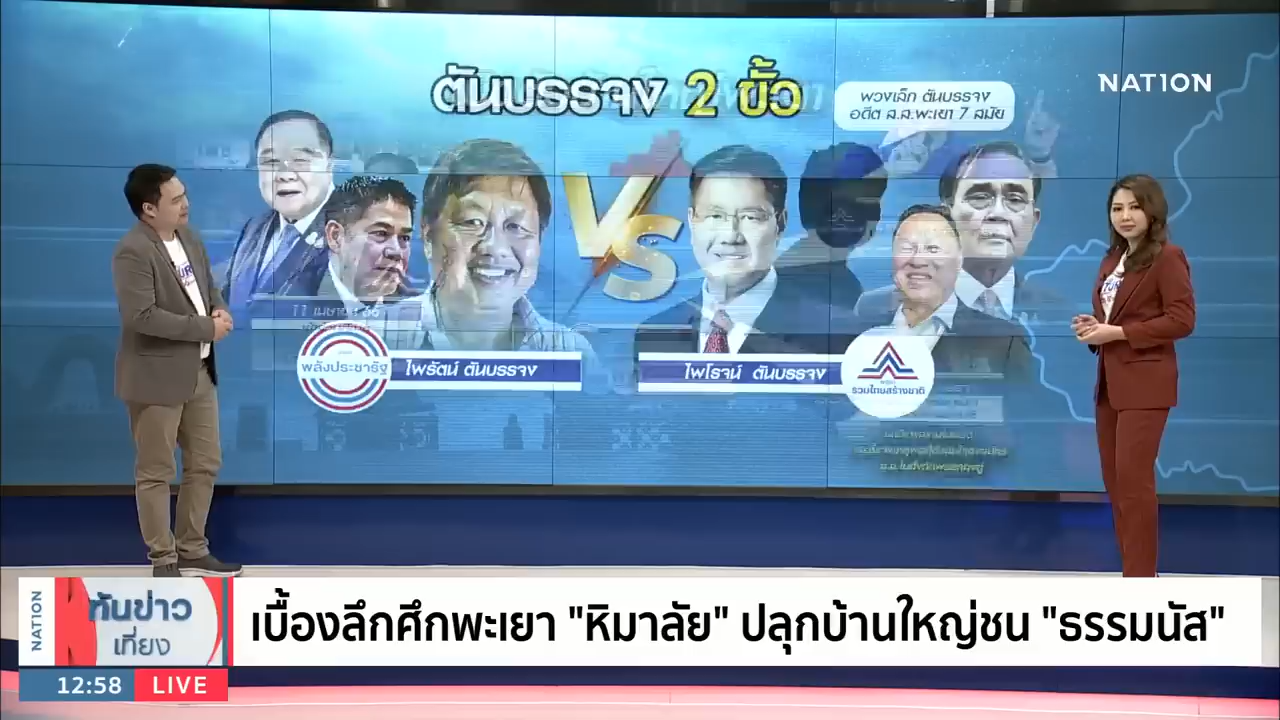 ตันบรรจง 2 ขั้ว
NATION
พวงเล็ก ตันบรรจง
อดีต ส.ส.พะเยา 7 สมัย
VS
พลังประชารัฐ
ไพรัตน์ ตันบรรจง
ไพโรจน์ ตันบรรจง
รวมไทยสร้างชาติ
NATION
ทันข่าว
เที่ยง
เบื้องลึกศึกพะเยา "หิมาลัย" ปลุกบ้านใหญ่ชน "ธรรมนัส"
12:58 LIVE